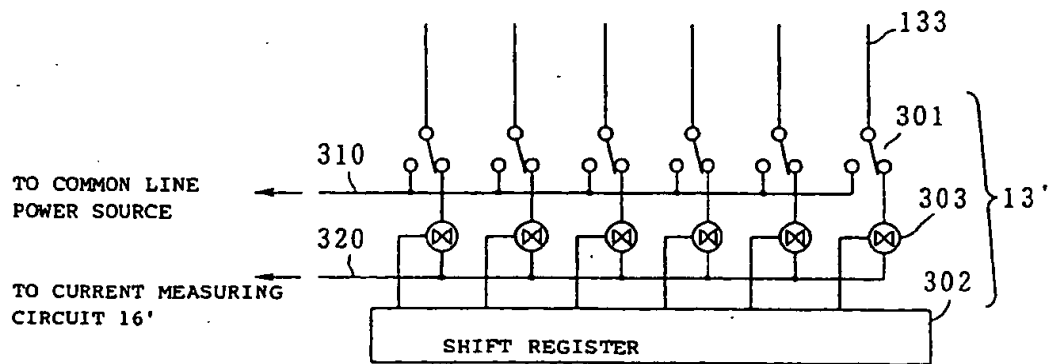 133
301
310
TO COMMON LINE
POWER SOURCE
13'
303
320
TO CURRENT MEASURING
CIRCUIT 16'
302
SHIFT REGISTER